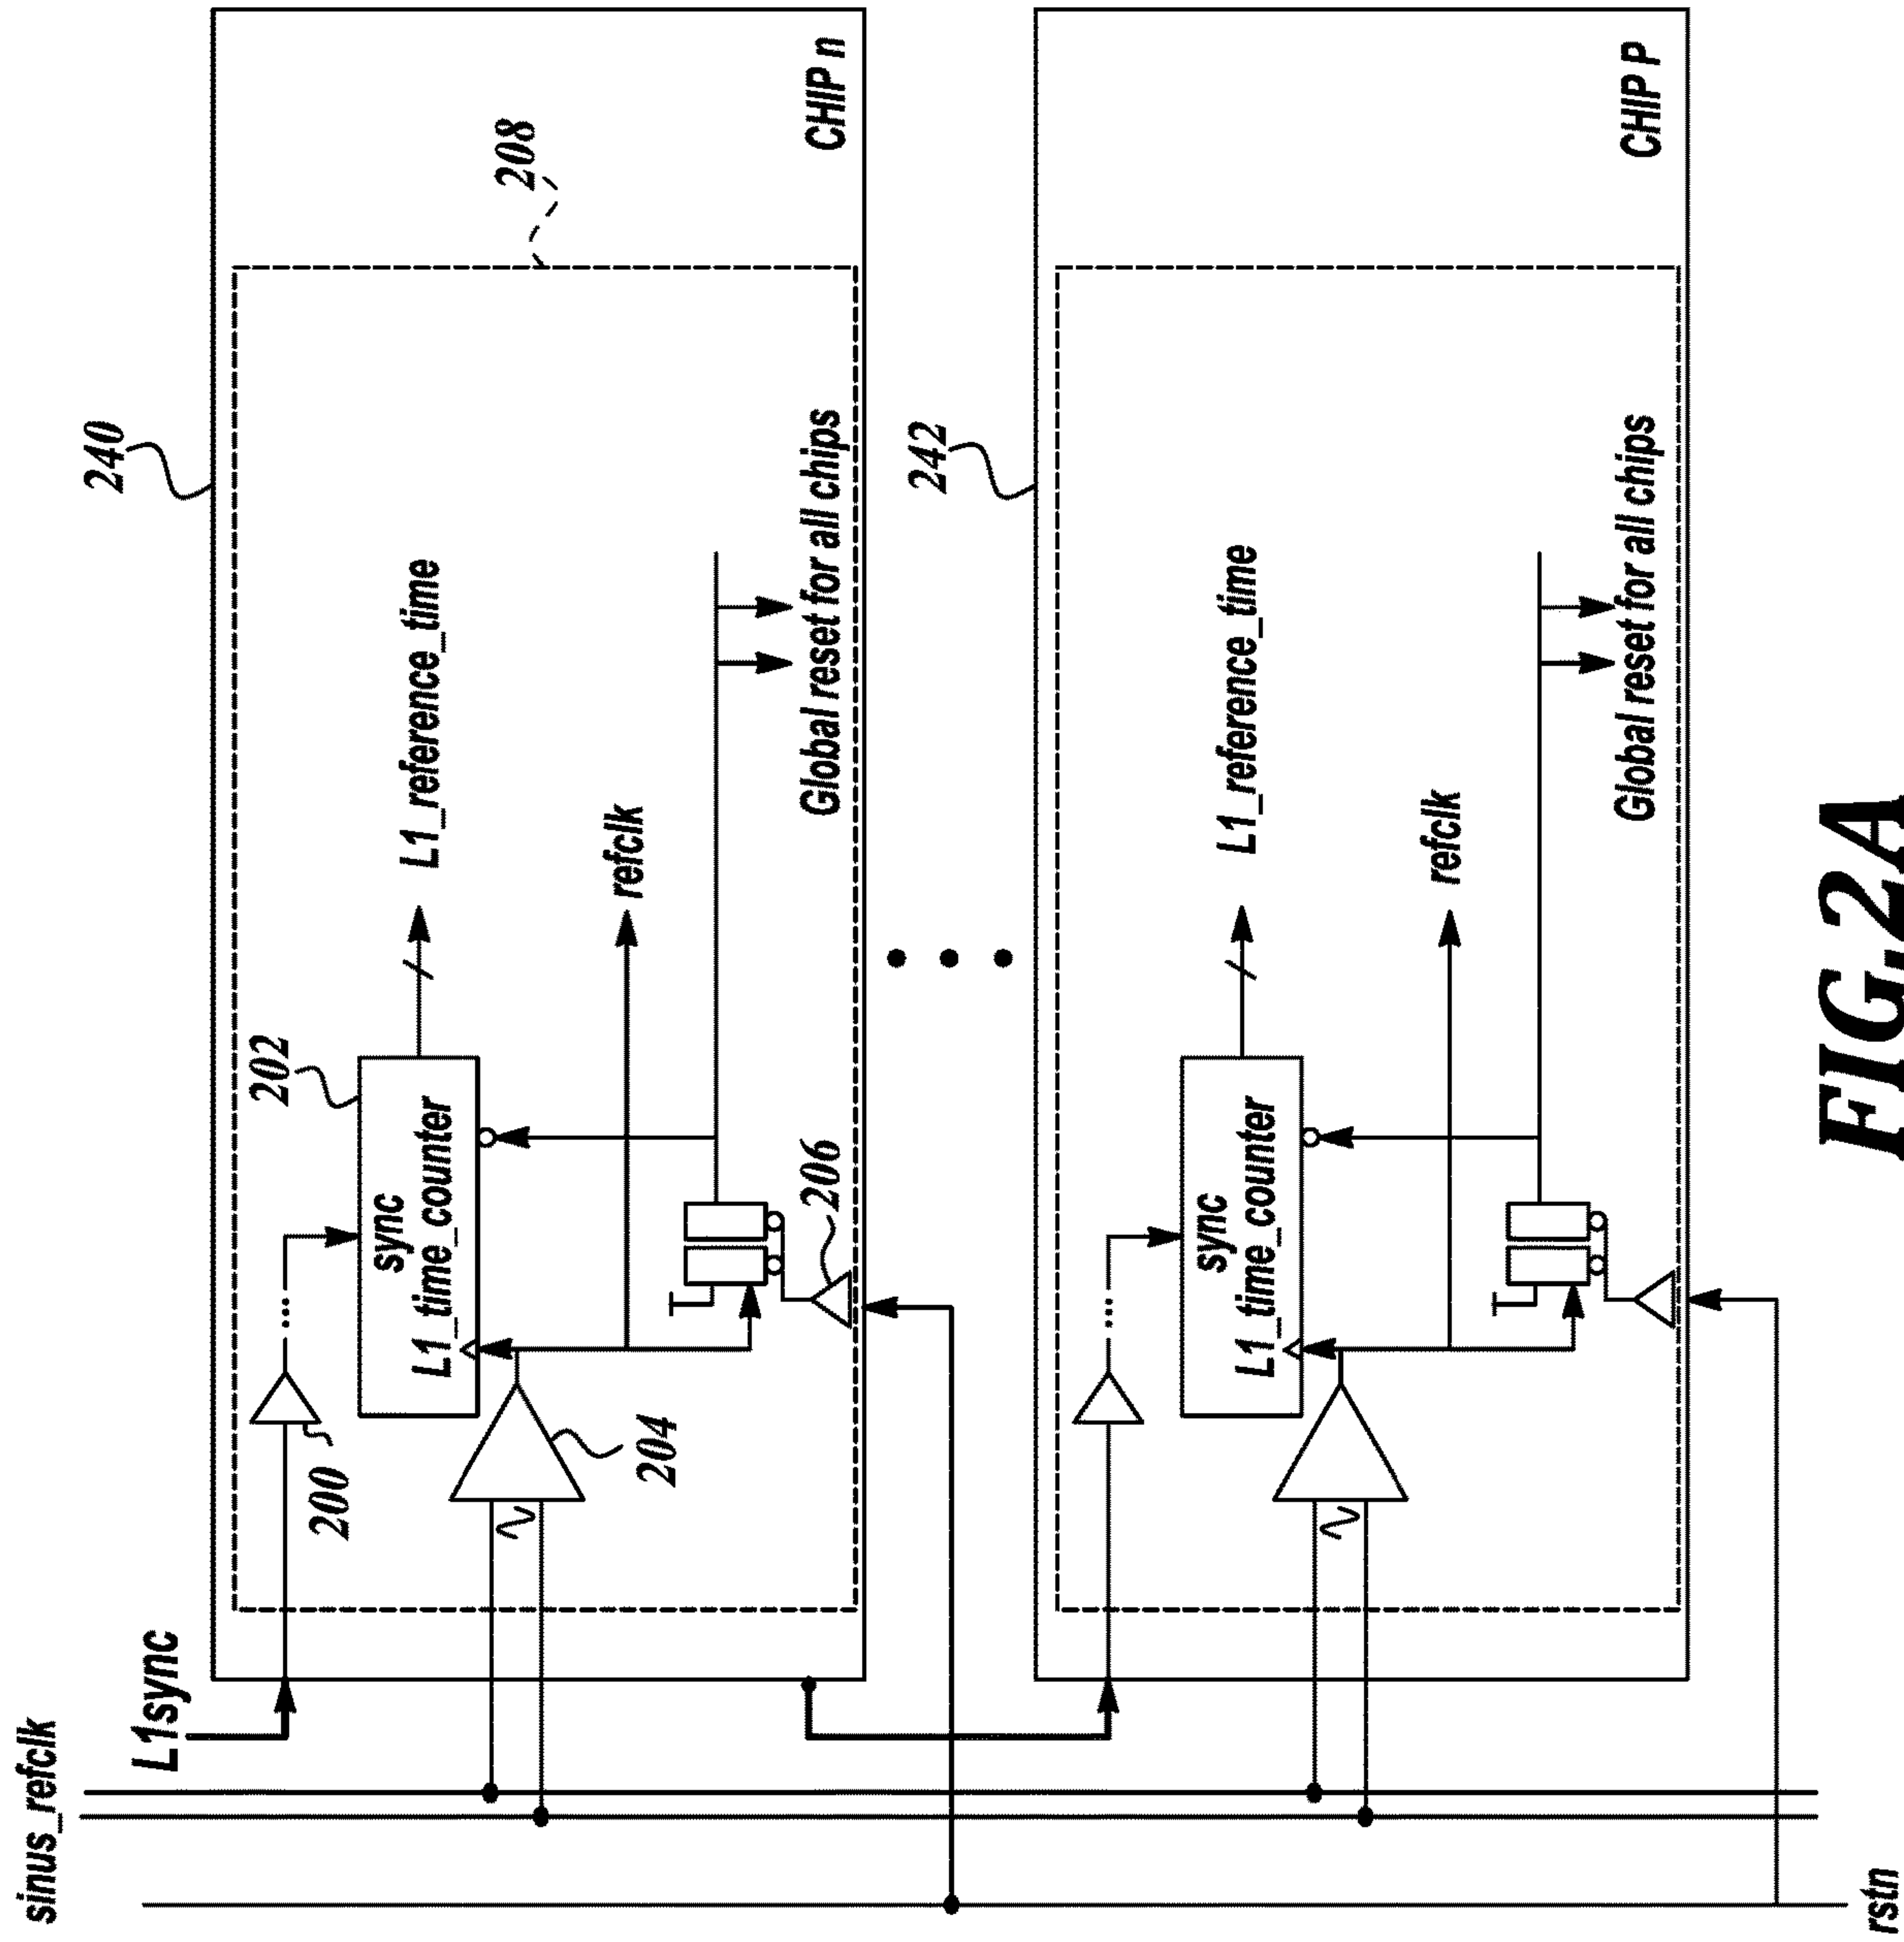 sinus_refclk
L1sync
240
202
200
sync
L1_time_counter
L1_reference_time
208
204
refclk
206
Global reset for all chips
CHIP n
...
242
sync
L1_time_counter
L1_reference_time
...
refclk
Global reset for all chips
CHIP P
rstn
FIG.2A